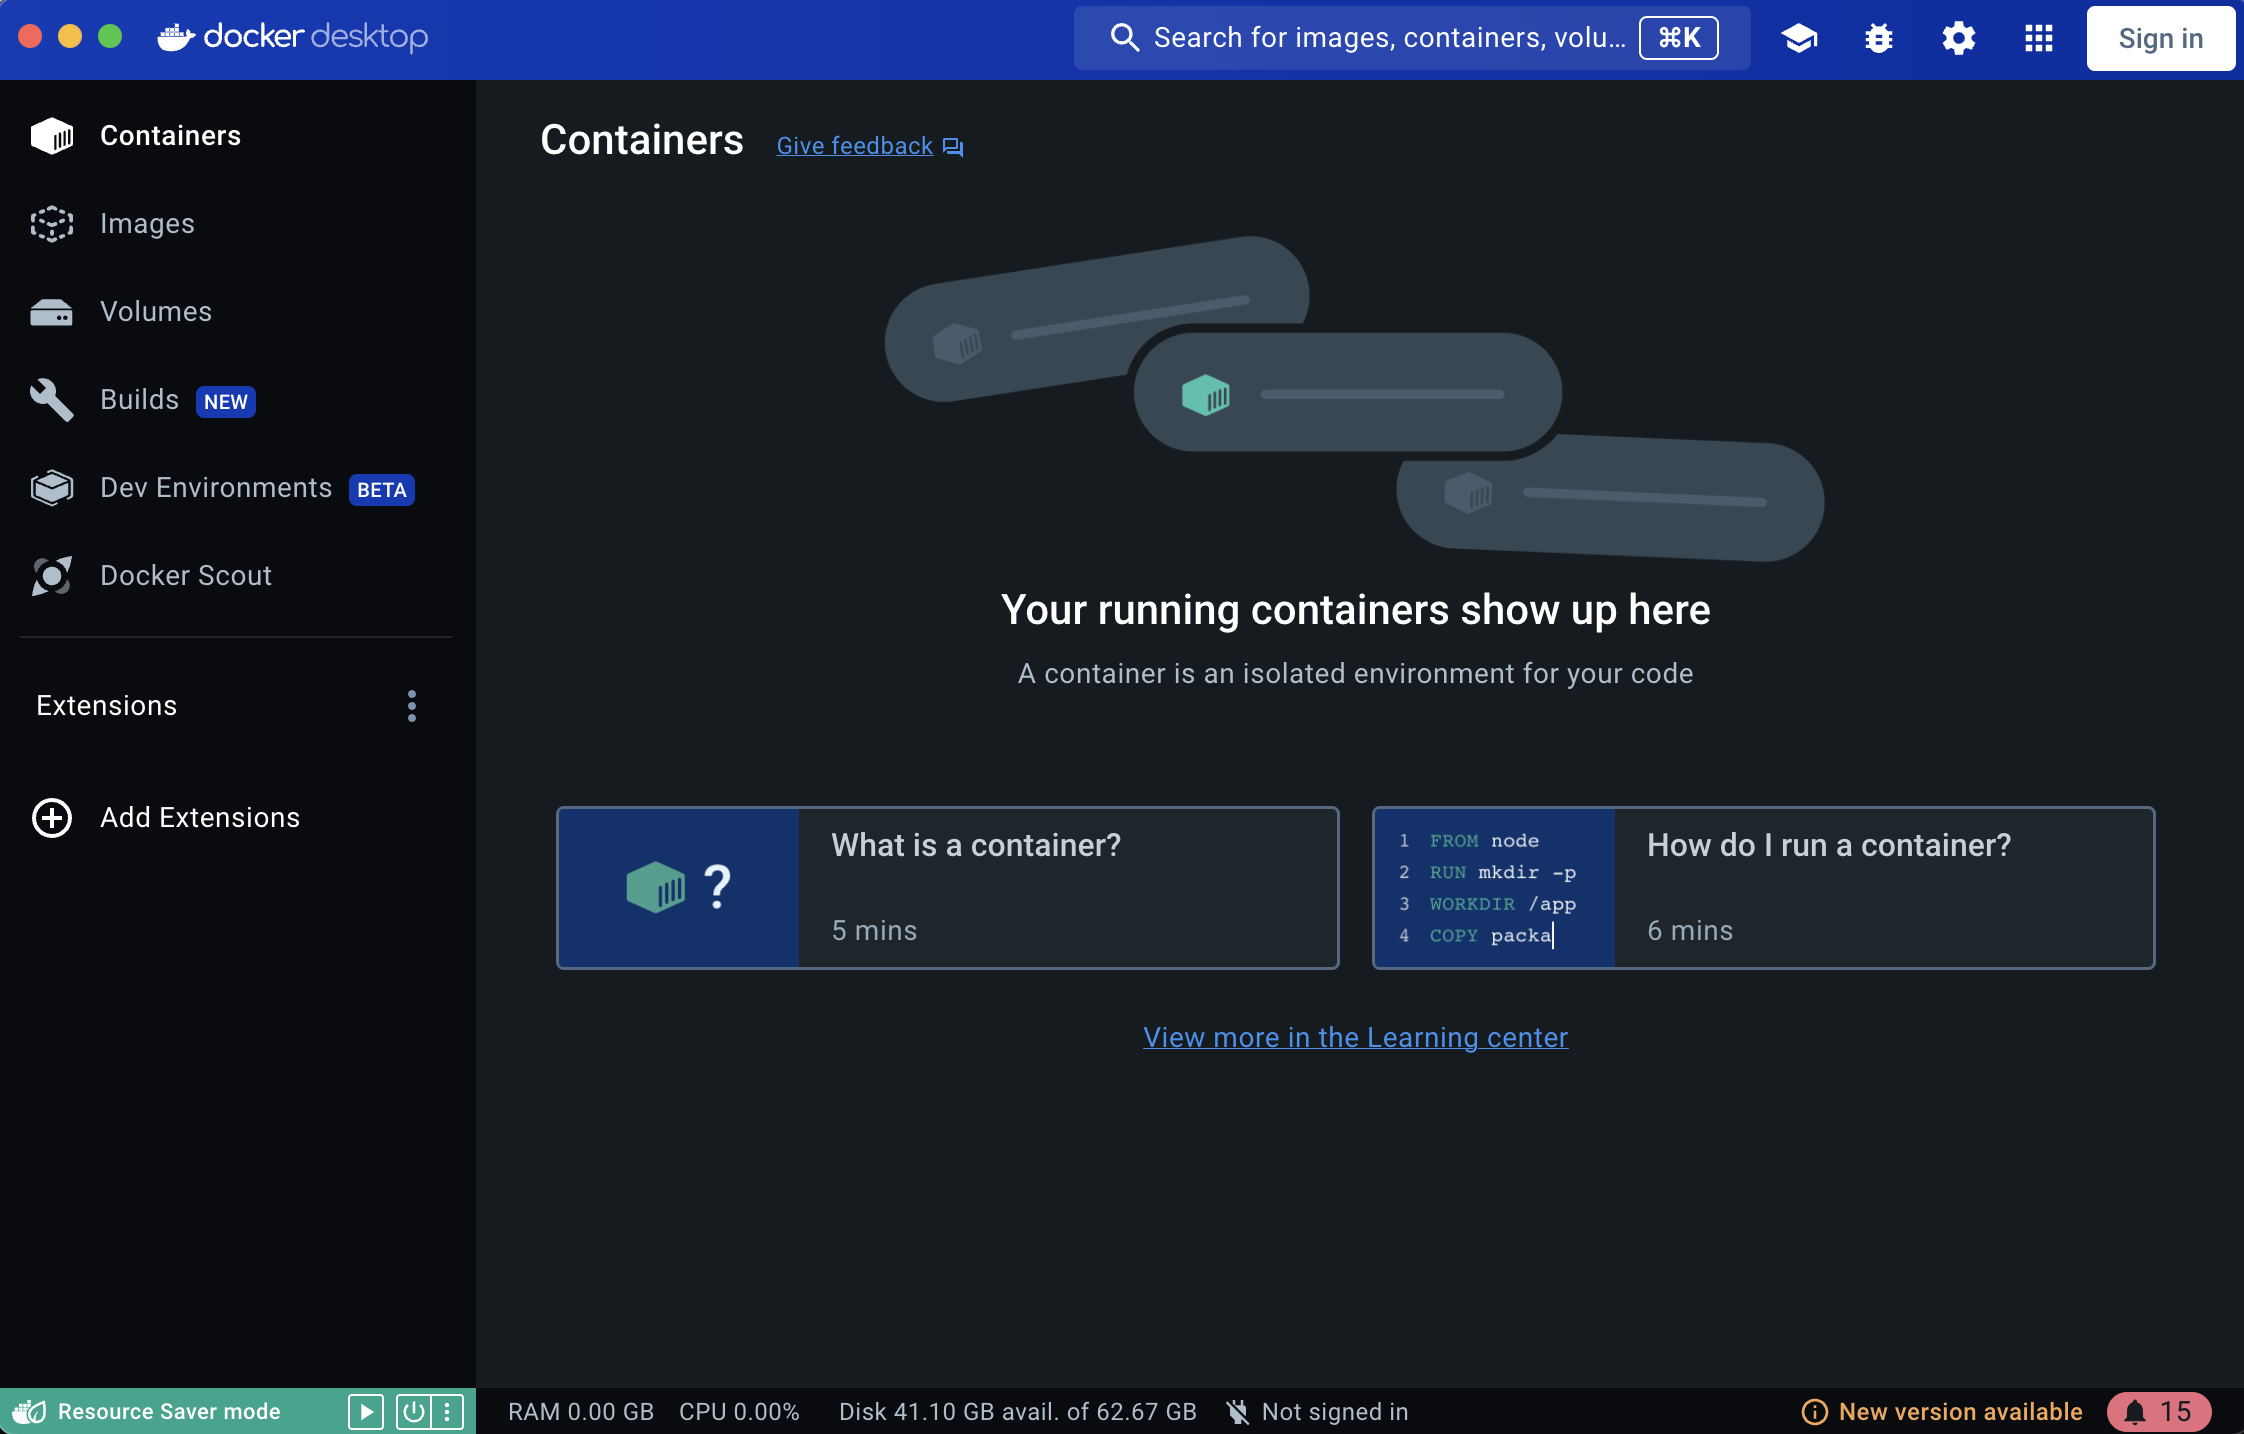 docker desktop
Search for images, containers, volu... ⌘K
Sign in
Containers
Images
Volumes
Builds NEW
Dev Environments BETA
Docker Scout
Extensions
Add Extensions
Containers Give feedback
Your running containers show up here
A container is an isolated environment for your code
?
What is a container?
5 mins
1 FROM node
2 RUN mkdir -p
3 WORKDIR /app
4 COPY packa
How do I run a container?
6 mins
View more in the Learning center
Resource Saver mode
RAM 0.00 GB CPU 0.00% Disk 41.10 GB avail. of 62.67 GB Not signed in
New version available 15